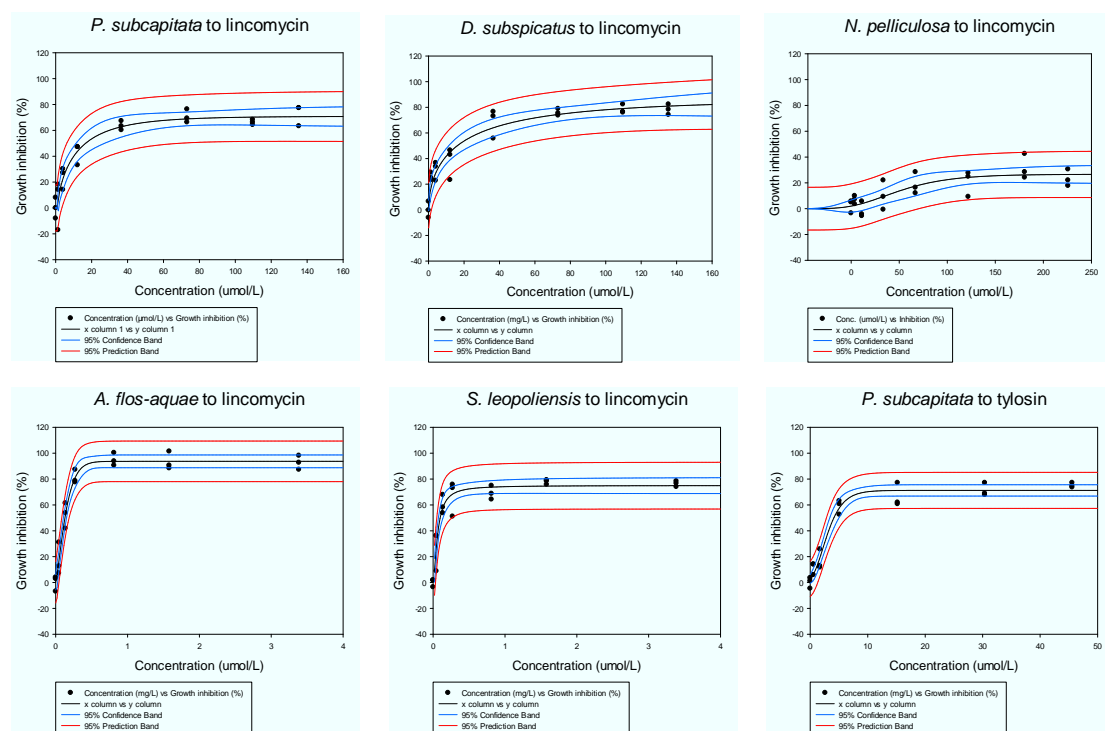 P. subcapitata to lincomycin
Growth inhibition (%)
120
100
80
60
40
20
0
-20
-40
0 20 40 60 80 100 120 140 160
Concentration (umol/L)
Concentration (µmol/L) vs Growth inhibition (%)
x column 1 vs y column 1
95% Confidence Band
95% Prediction Band
D. subspicatus to lincomycin
Growth inhibition (%)
120
100
80
60
40
20
0
-20
-40
0 20 40 60 80 100 120 140 160
Concentration (umol/L)
Concentration (mg/L) vs Growth inhibition (%)
x column vs y column
95% Confidence Band
95% Prediction Band
N. pelliculosa to lincomycin
Growth inhibition (%)
120
100
80
60
40
20
0
-20
-40
0 50 100 150 200 250
Concentration (umol/L)
Conc. (umol/L) vs Inhibition (%)
x column vs y column
95% Confidence Band
95% Prediction Band
A. flos-aquae to lincomycin
Growth inhibition (%)
120
100
80
60
40
20
0
-20
-40
0 1 2 3 4
Concentration (umol/L)
Concentration (mg/L) vs Growth inhibition (%)
x column vs y column
95% Confidence Band
95% Prediction Band
S. leopoliensis to lincomycin
Growth inhibition (%)
120
100
80
60
40
20
0
-20
-40
0 1 2 3 4
Concentration (umol/L)
Concentration (mg/L) vs Growth inhibition (%)
x column vs y column
95% Confidence Band
95% Prediction Band
P. subcapitata to tylosin
Growth inhibition (%)
120
100
80
60
40
20
0
-20
-40
0 10 20 30 40 50
Concentration (umol/L)
Concentration (mg/L) vs Growth inhibition (%)
x column vs y column
95% Confidence Band
95% Prediction Band